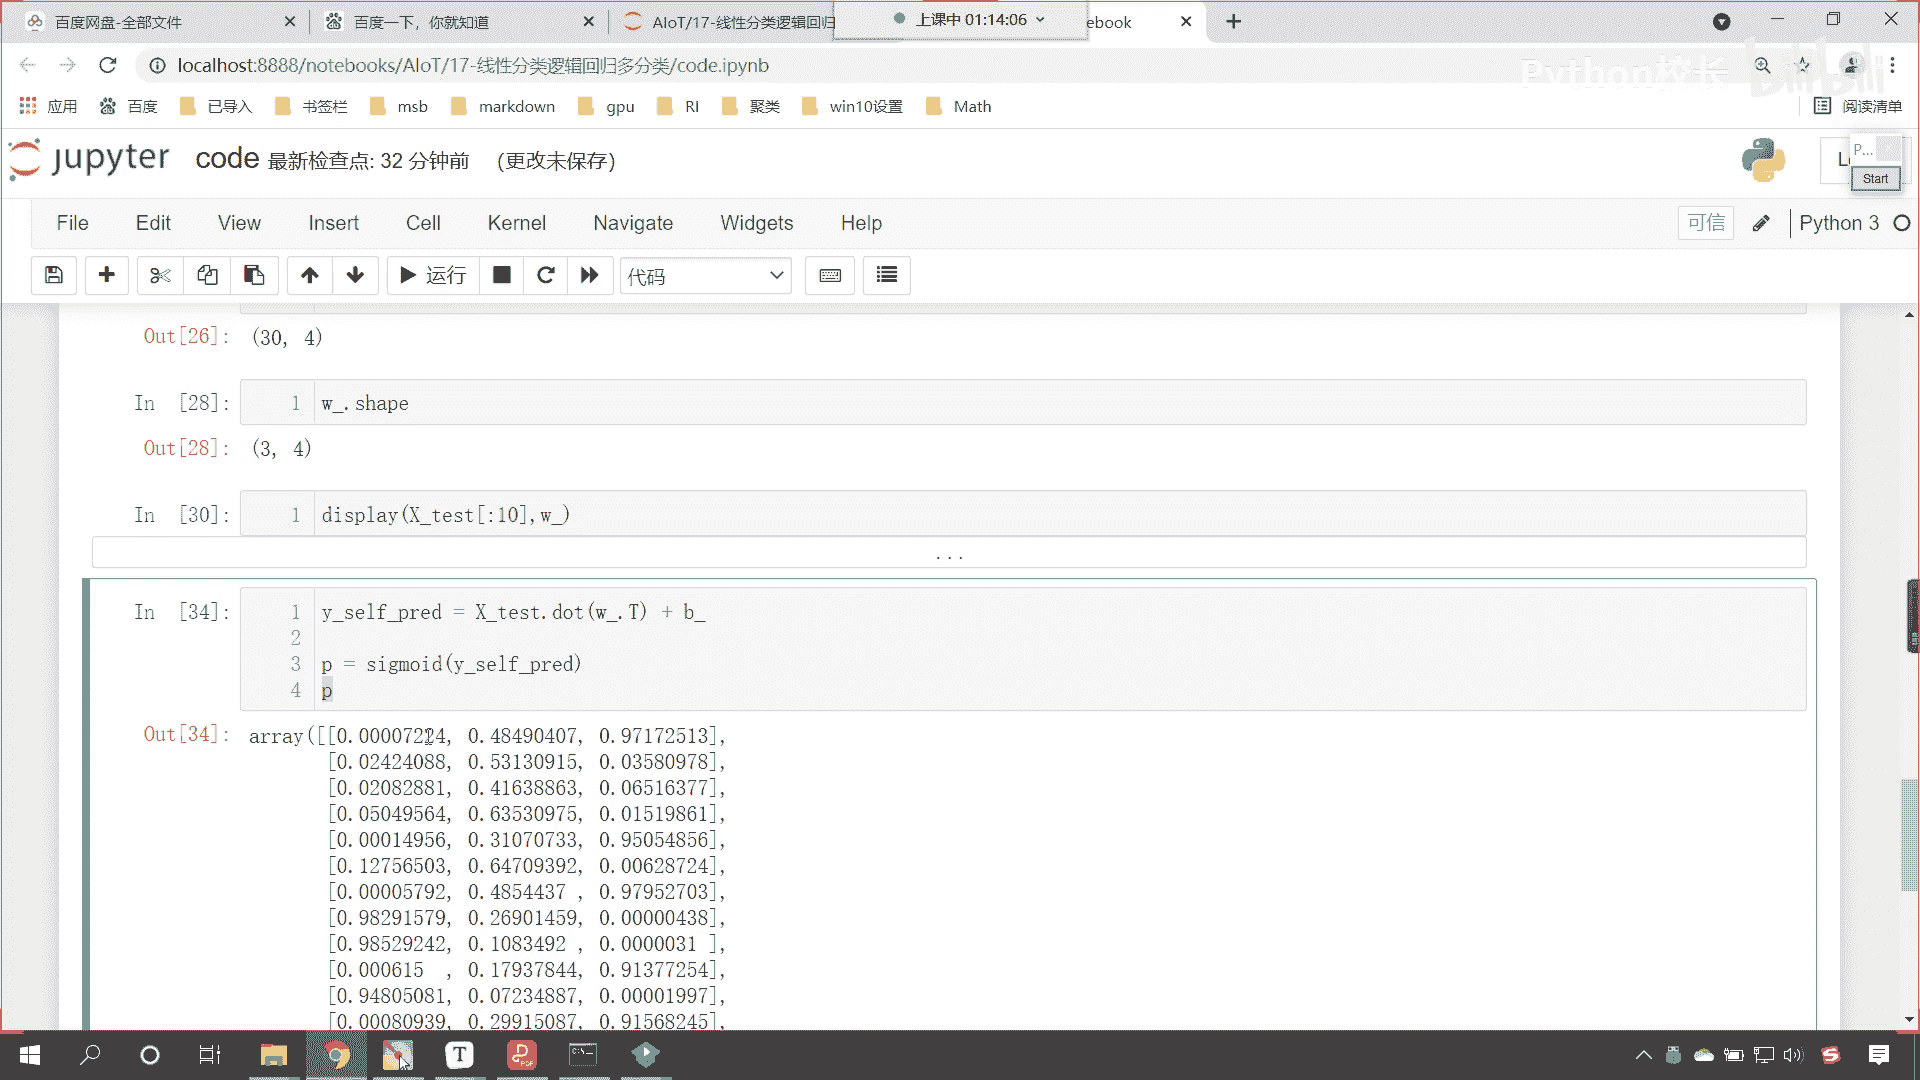 百度网盘-全部文件
百度一下，你就知道
AIoT/17-线性分类逻辑回归
上课中 01:14:06
ebook
localhost:8888/notebooks/AIoT/17-线性分类逻辑回归多分类/code.ipynb
Python校长
bilibili
应用 百度 已导入 书签栏 msb markdown gpu RI 聚类 win10设置 Math 阅读清单
jupyter code 最新检查点: 32 分钟前 (更改未保存)
P...
Start
File Edit View Insert Cell Kernel Navigate Widgets Help 可信 Python 3
运行 代码
Out[26]: (30, 4)
In [28]: 1 w_.shape
Out[28]: (3, 4)
In [30]: 1 display(X_test[:10],w_)
...
In [34]: 1 y_self_pred = X_test.dot(w_.T) + b_
2
3 p = sigmoid(y_self_pred)
4 p
Out[34]: array([[0.00007224, 0.48490407, 0.97172513],
[0.02424088, 0.53130915, 0.03580978],
[0.02082881, 0.41638863, 0.06516377],
[0.05049564, 0.63530975, 0.01519861],
[0.00014956, 0.31070733, 0.95054856],
[0.12756503, 0.64709392, 0.00628724],
[0.00005792, 0.4854437 , 0.97952703],
[0.98291579, 0.26901459, 0.00000438],
[0.98529242, 0.1083492 , 0.0000031 ],
[0.000615  , 0.17937844, 0.91377254],
[0.94805081, 0.07234887, 0.00001997],
[0.00080939, 0.29915087, 0.91568245],